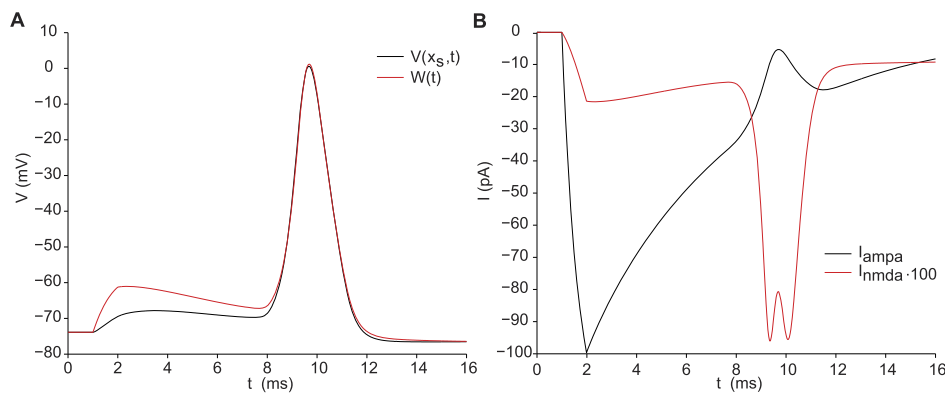 A
10
0
−10
−20
−30
−40
−50
−60
−70
−80
V (mV)
0 2 4 6 8 10 12 14 16
t (ms)
V(xS,t)
W(t)
B
0
−10
−20
−30
−40
−50
−60
−70
−80
−90
−100
I (pA)
0 2 4 6 8 10 12 14 16
t (ms)
Iampa
Inmda·100